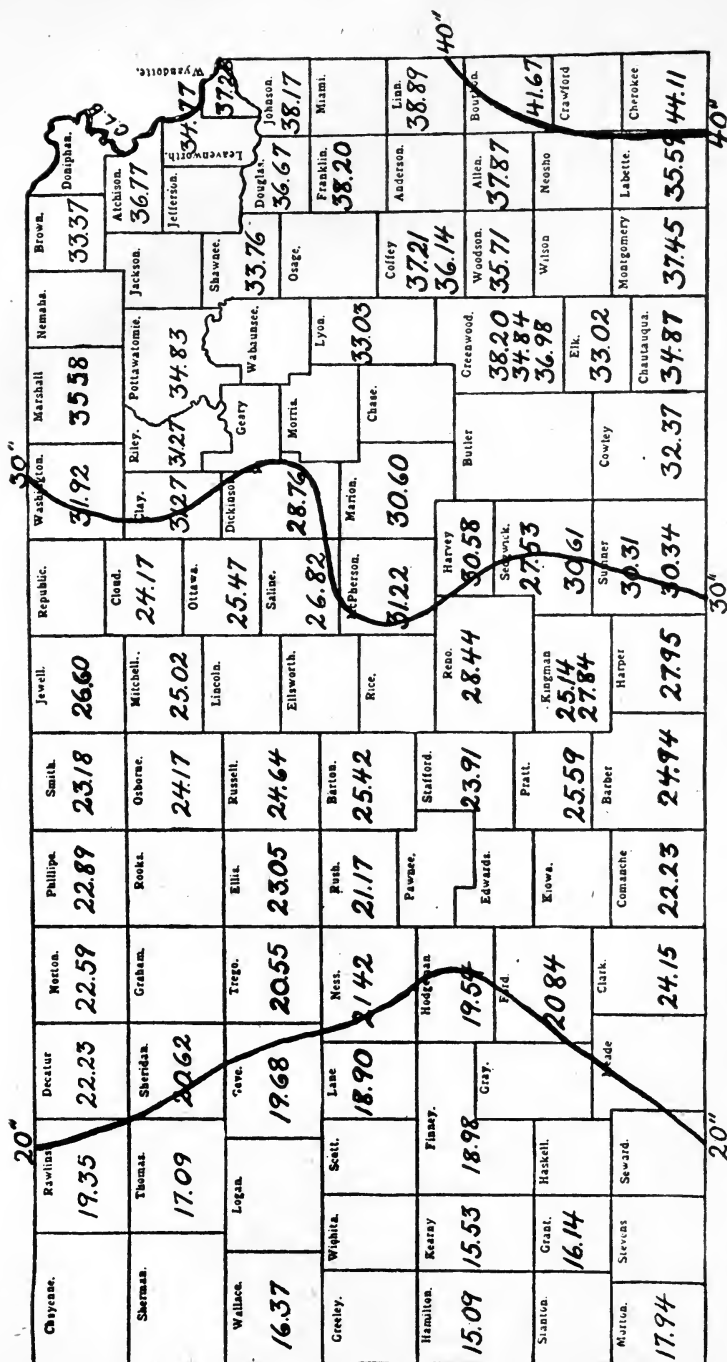 20"
30"
Cheyenne.
Rawlins
19.35
Decatur
22.23
Norton.
22.59
Phillips.
22.89
Smith.
23.18
Jewell.
26.60
Republic.
Washington.
31.92
Marshall
35 58
Nemaha.
Brown.
33.37
Doniphan.
Sherman.
Thomas.
17.09
Sheridan.
20.62
Graham.
Rooks.
Osborne.
24.17
Mitchell.
25.02
Cloud.
24.17
Clay.
31.27
Riley.
31.27
Pottawatomie.
34.83
Jackson.
Atchison.
36.77
Jefferson.
Leavenworth.
34.77
Wyandotte.
37.28
Wallace.
16.37
Logan.
Gove.
19.68
Trego.
20.55
Ellis.
23.05
Russell.
24.64
Lincoln.
Ottawa.
25.47
Saline.
26.82
Ellsworth.
Dickinson
28.76
Geary
Morris.
Wabaunsee.
Shawnee.
33.76
Osage.
Douglas.
36.67
Johnson.
38.17
Greeley.
Wichita.
Scott.
Lane
18.90
Ness.
21 42
Rush.
21.17
Barton.
25.42
Rice.
McPherson.
31.22
Marion.
30.60
Chase.
Lyon.
33.03
Coffey
37.21
36.14
Franklin.
38.20
Anderson.
Miami.
Linn.
38.89
40"
Hamilton.
15.09
Kearny
15.53
Finney.
18.98
Hodgeman
19.54
Pawnee.
Edwards.
Stafford.
23.91
Reno.
28.44
Harvey
30.58
Sedgwick.
27.53
30.61
Butler
Greenwood.
38.20
34.84
36.98
Woodson.
35.71
Allen.
37.87
Bourbon
41.67
Stanton.
Grant.
16.14
Haskell.
Gray.
Ford.
20 84
Kiowa.
Pratt.
25.59
Kingman
25.14
27.84
Elk.
33.02
Wilson
Neosho
Crawford
Morton.
17.94
Stevens
Seward.
Meade
Clark.
24.15
Comanche
22.23
Barber
24.94
Harper
27.95
Sumner
30.31
30.34
Cowley
32.37
Chautauqua.
34.87
Montgomery
37.45
Labette.
35.59
Cherokee.
44.11
20"
30"
40"